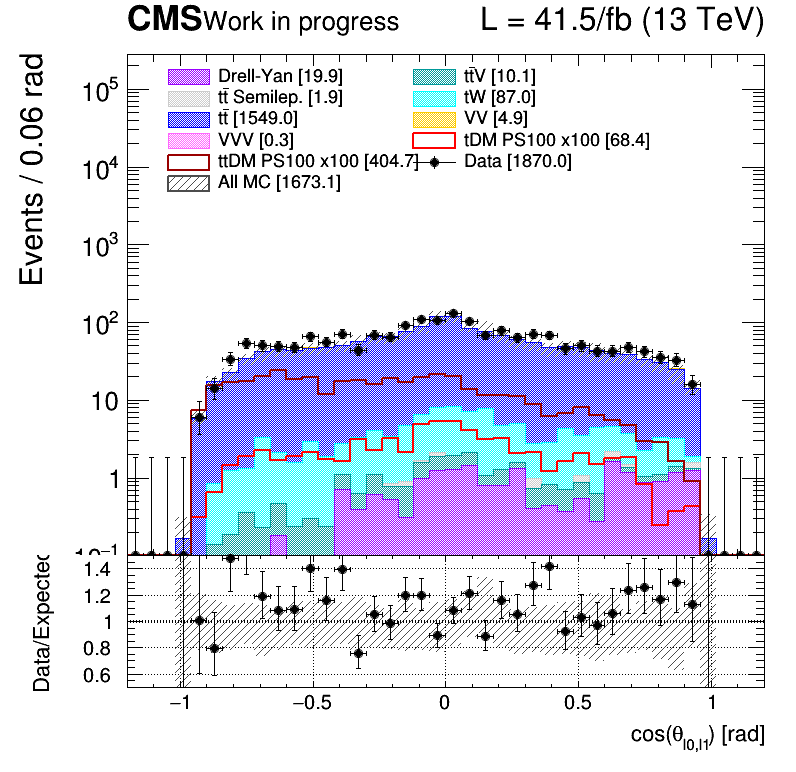 CMS Work in progress L = 41.5/fb (13 TeV)
Events / 0.06 rad
Drell-Yan [19.9] tt̄V [10.1]
tt̄ Semilep. [1.9] tW [87.0]
tt̄ [1549.0] VV [4.9]
VVV [0.3] tDM PS100 x100 [68.4]
ttDM PS100 x100 [404.7] Data [1870.0]
All MC [1673.1]
10⁵
10⁴
10³
10²
10
1
10⁻¹
Data/Expected
1.4
1.2
1
0.8
0.6
−1 −0.5 0 0.5 1
cos(θ_l0,l1) [rad]